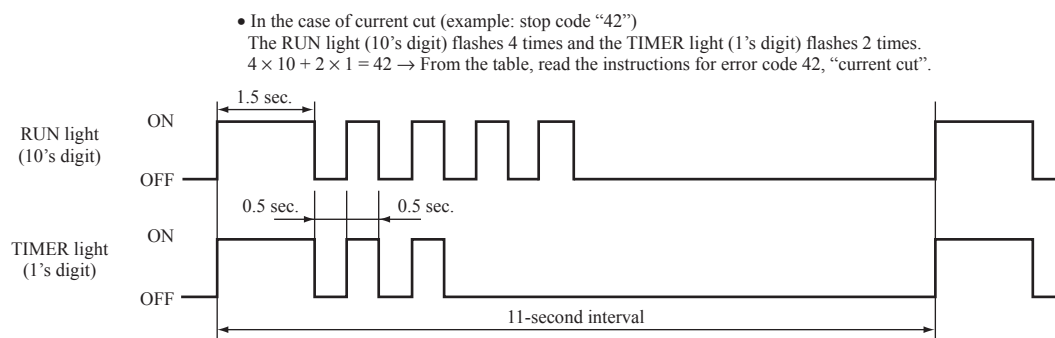 • In the case of current cut (example: stop code “42”)
The RUN light (10’s digit) flashes 4 times and the TIMER light (1’s digit) flashes 2 times.
4 × 10 + 2 × 1 = 42 → From the table, read the instructions for error code 42, “current cut”.
1.5 sec.
RUN light
(10’s digit)
ON
OFF
0.5 sec.
0.5 sec.
TIMER light
(1’s digit)
ON
OFF
11-second interval